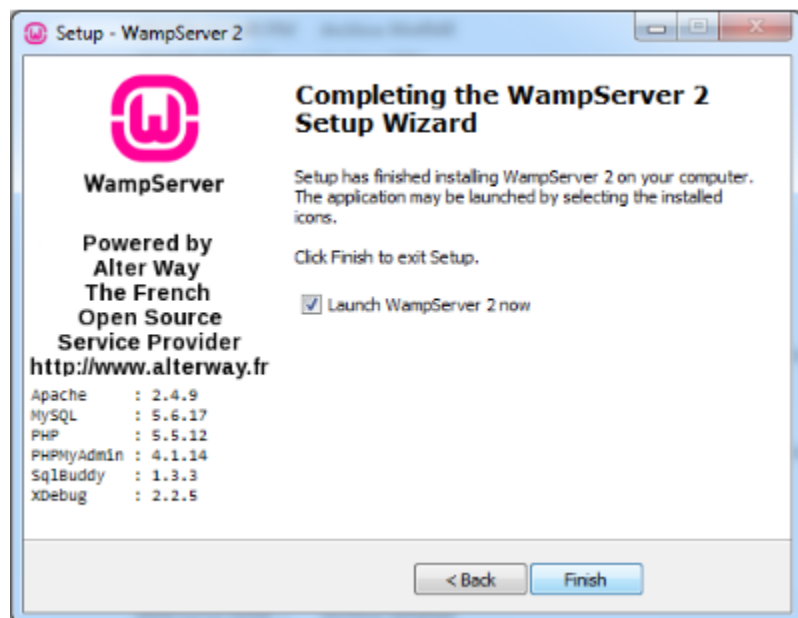 Setup - WampServer 2
WampServer
Powered by
Alter Way
The French
Open Source
Service Provider
http://www.alterway.fr
Apache : 2.4.9
MySQL : 5.6.17
PHP : 5.5.12
PHPMyAdmin : 4.1.14
SqlBuddy : 1.3.3
XDebug : 2.2.5
Completing the WampServer 2
Setup Wizard
Setup has finished installing WampServer 2 on your computer.
The application may be launched by selecting the installed
icons.
Click Finish to exit Setup.
Launch WampServer 2 now
< Back
Finish